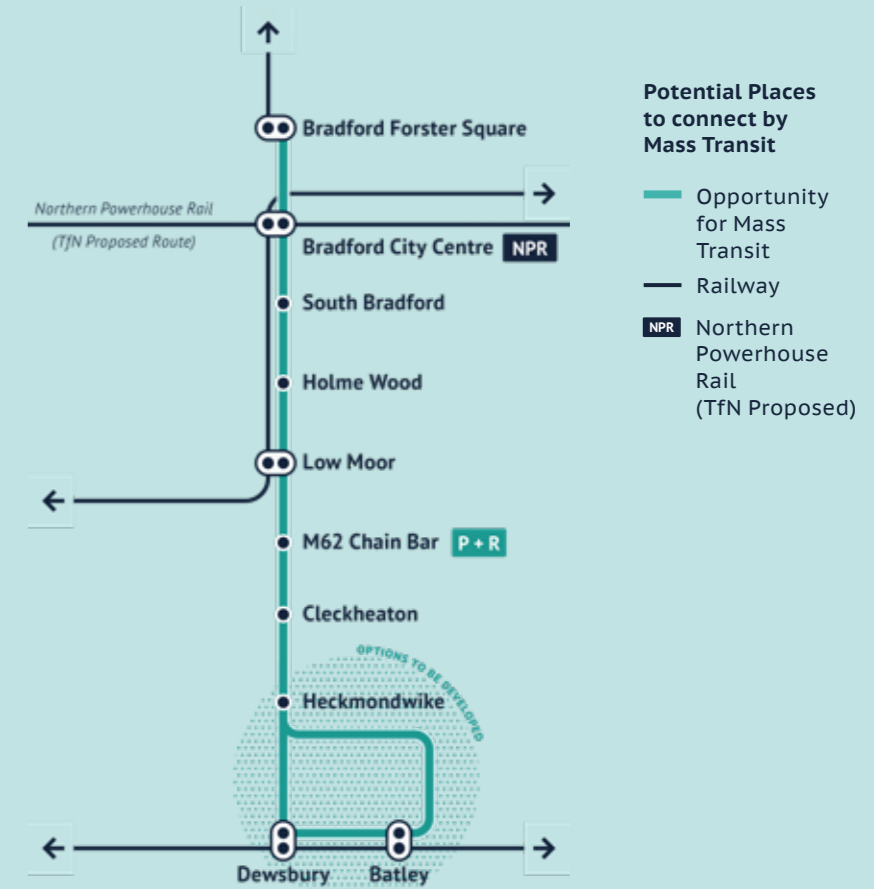 Bradford Forster Square
Northern Powerhouse Rail
(TfN Proposed Route)
Bradford City Centre NPR
South Bradford
Holme Wood
Low Moor
M62 Chain Bar P + R
Cleckheaton
OPTIONS TO BE DEVELOPED
Heckmondwike
Dewsbury
Batley
Potential Places
to connect by
Mass Transit
Opportunity
for Mass
Transit
Railway
NPR Northern
Powerhouse
Rail
(TfN Proposed)